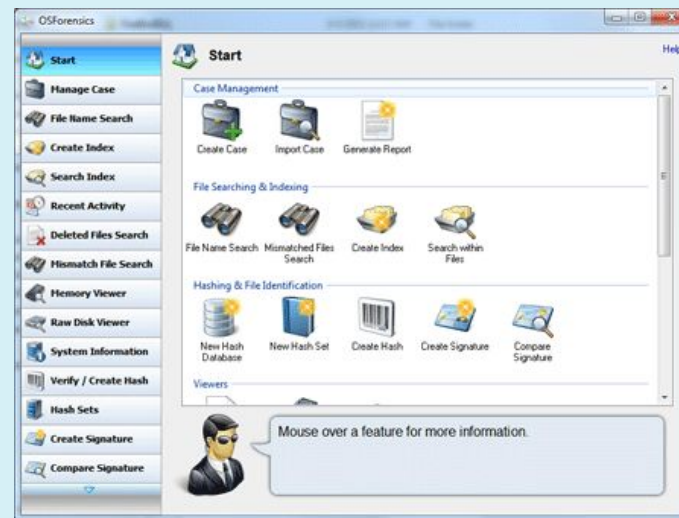 OSForensics
Start
Manage Case
File Name Search
Create Index
Search Index
Recent Activity
Deleted Files Search
Mismatch File Search
Memory Viewer
Raw Disk Viewer
System Information
Verify / Create Hash
Hash Sets
Create Signature
Compare Signature
Start
Help
Case Management
Create Case
Import Case
Generate Report
File Searching & Indexing
File Name Search
Mismatched Files
Search
Create Index
Search within
Files
Hashing & File Identification
New Hash
Database
New Hash Set
Create Hash
Create Signature
Compare
Signature
Viewers
Mouse over a feature for more information.